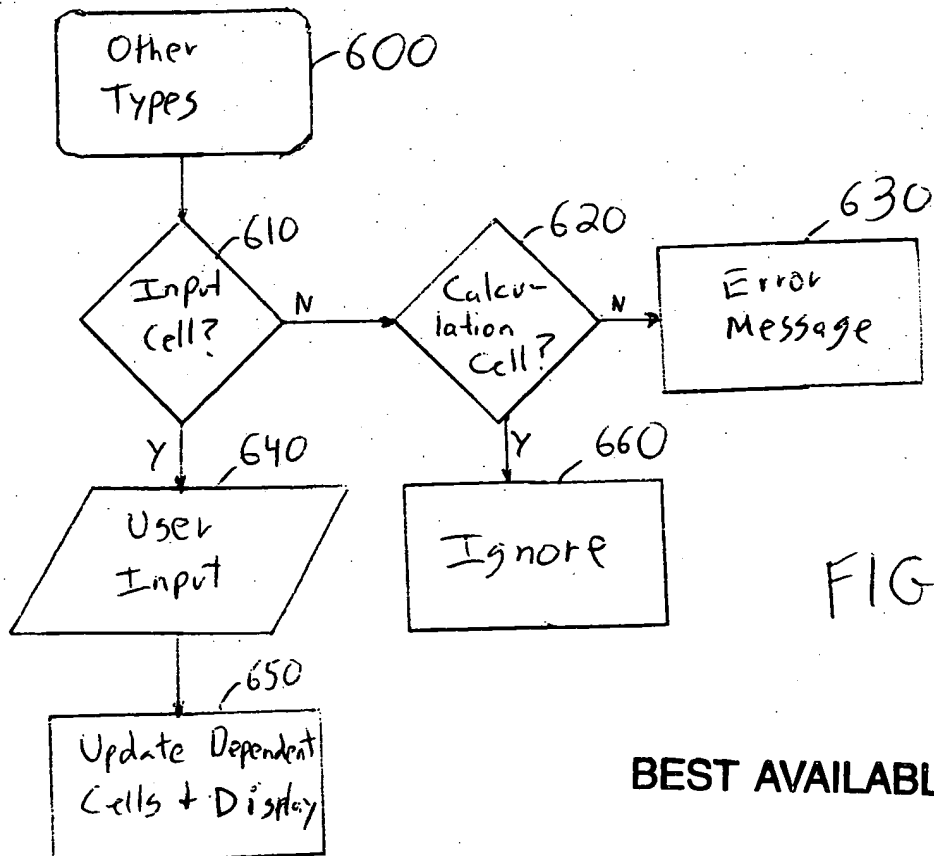 Other
Types
600
610
Input
Cell?
N
620
Calcu-
lation
Cell?
N
630
Error
Message
Y
640
User
Input
Y
660
Ignore
FIG
650
Update Dependent
Cells + Display
BEST AVAILABL